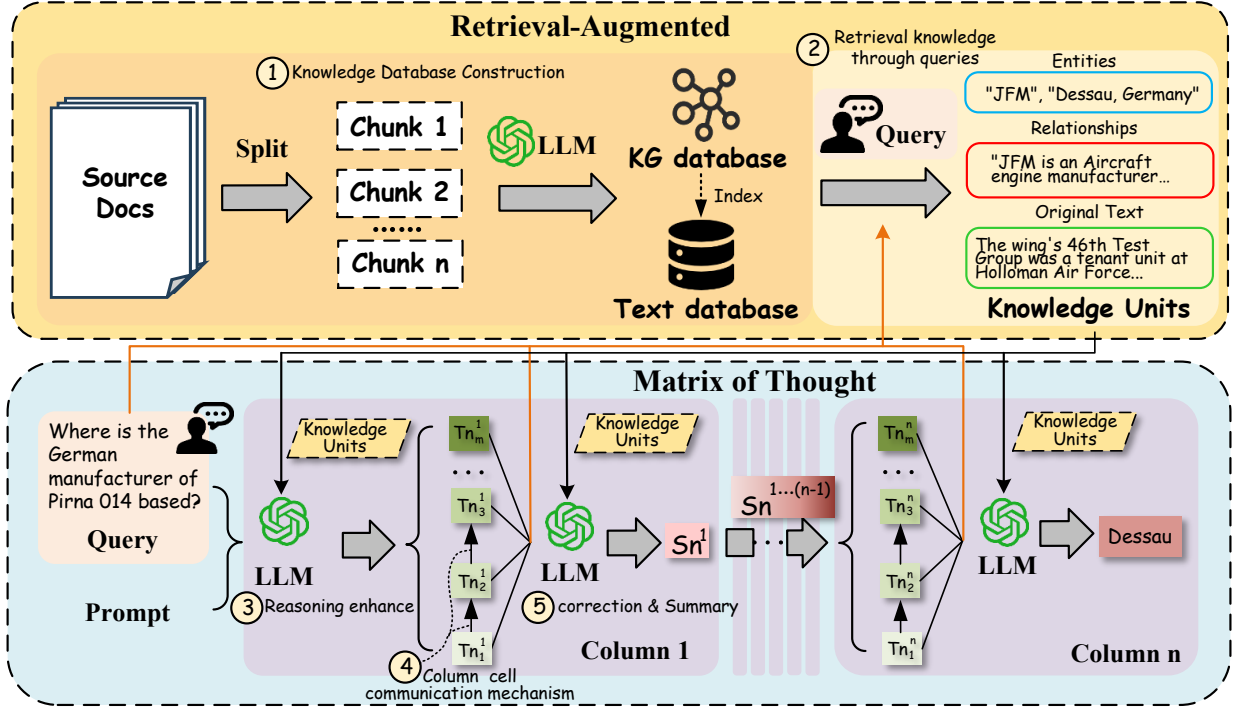 Retrieval-Augmented
1 Knowledge Database Construction
Source
Docs
Split
Chunk 1
Chunk 2
......
Chunk n
LLM
KG database
Index
Text database
2 Retrieval knowledge
through queries
Query
Entities
"JFM", "Dessau, Germany"
Relationships
"JFM is an Aircraft
engine manufacturer...
Original Text
The wing's 46th Test
Group was a tenant unit at
Holloman Air Force...
Knowledge Units
Matrix of Thought
Where is the
German
manufacturer of
Pirna 014 based?
Query
Prompt
LLM
3 Reasoning enhance
Knowledge
Units
Tn_m^1
...
Tn_3^1
Tn_2^1
Tn_1^1
4 Column cell
communication mechanism
Knowledge
Units
LLM
5 correction & Summary
Sn^1
Column 1
Sn^1...(n-1)
...
Tn_m^n
...
Tn_3^n
Tn_2^n
Tn_1^n
Knowledge
Units
LLM
Dessau
Column n